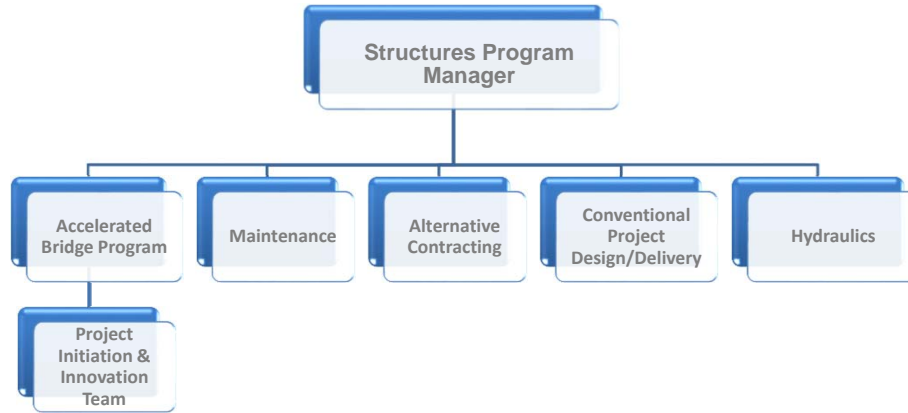 Structures Program
Manager
Accelerated
Bridge Program
Maintenance
Alternative
Contracting
Conventional
Project
Design/Delivery
Hydraulics
Project
Initiation &
Innovation
Team